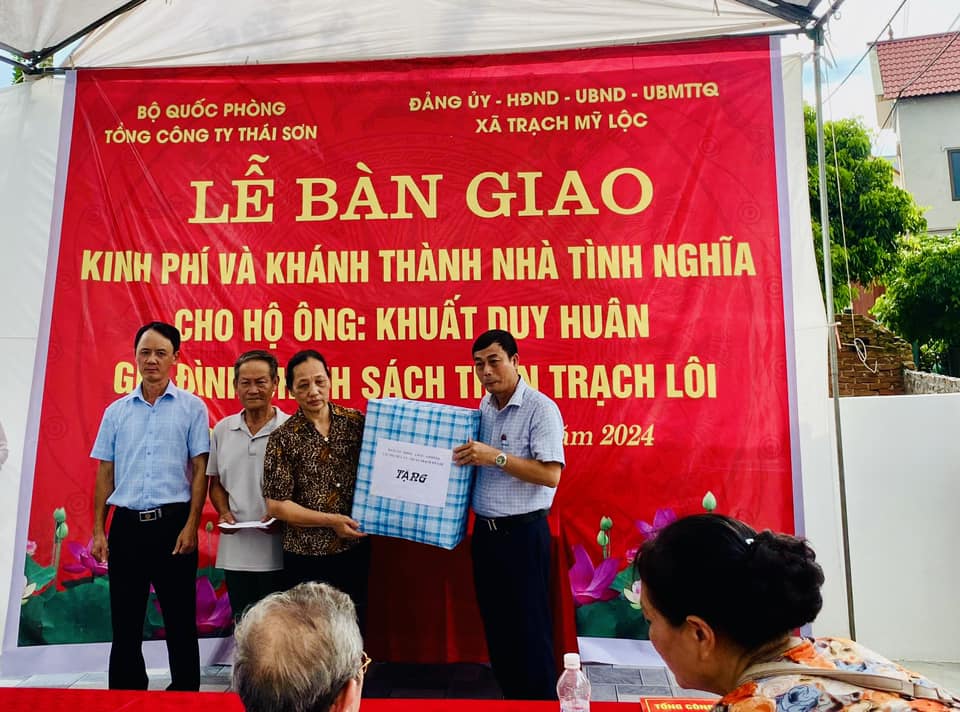 BỘ QUỐC PHÒNG
TỔNG CÔNG TY THÁI SƠN
ĐẢNG ỦY - HĐND - UBND - UBMTTQ
XÃ TRẠCH MỸ LỘC
LỄ BÀN GIAO
KINH PHÍ VÀ KHÁNH THÀNH NHÀ TÌNH NGHĨA
CHO HỘ ÔNG: KHUẤT DUY HUÂN
SÁCH TRẠCH LÔI
2024
TẶNG
TỔNG CÔNG